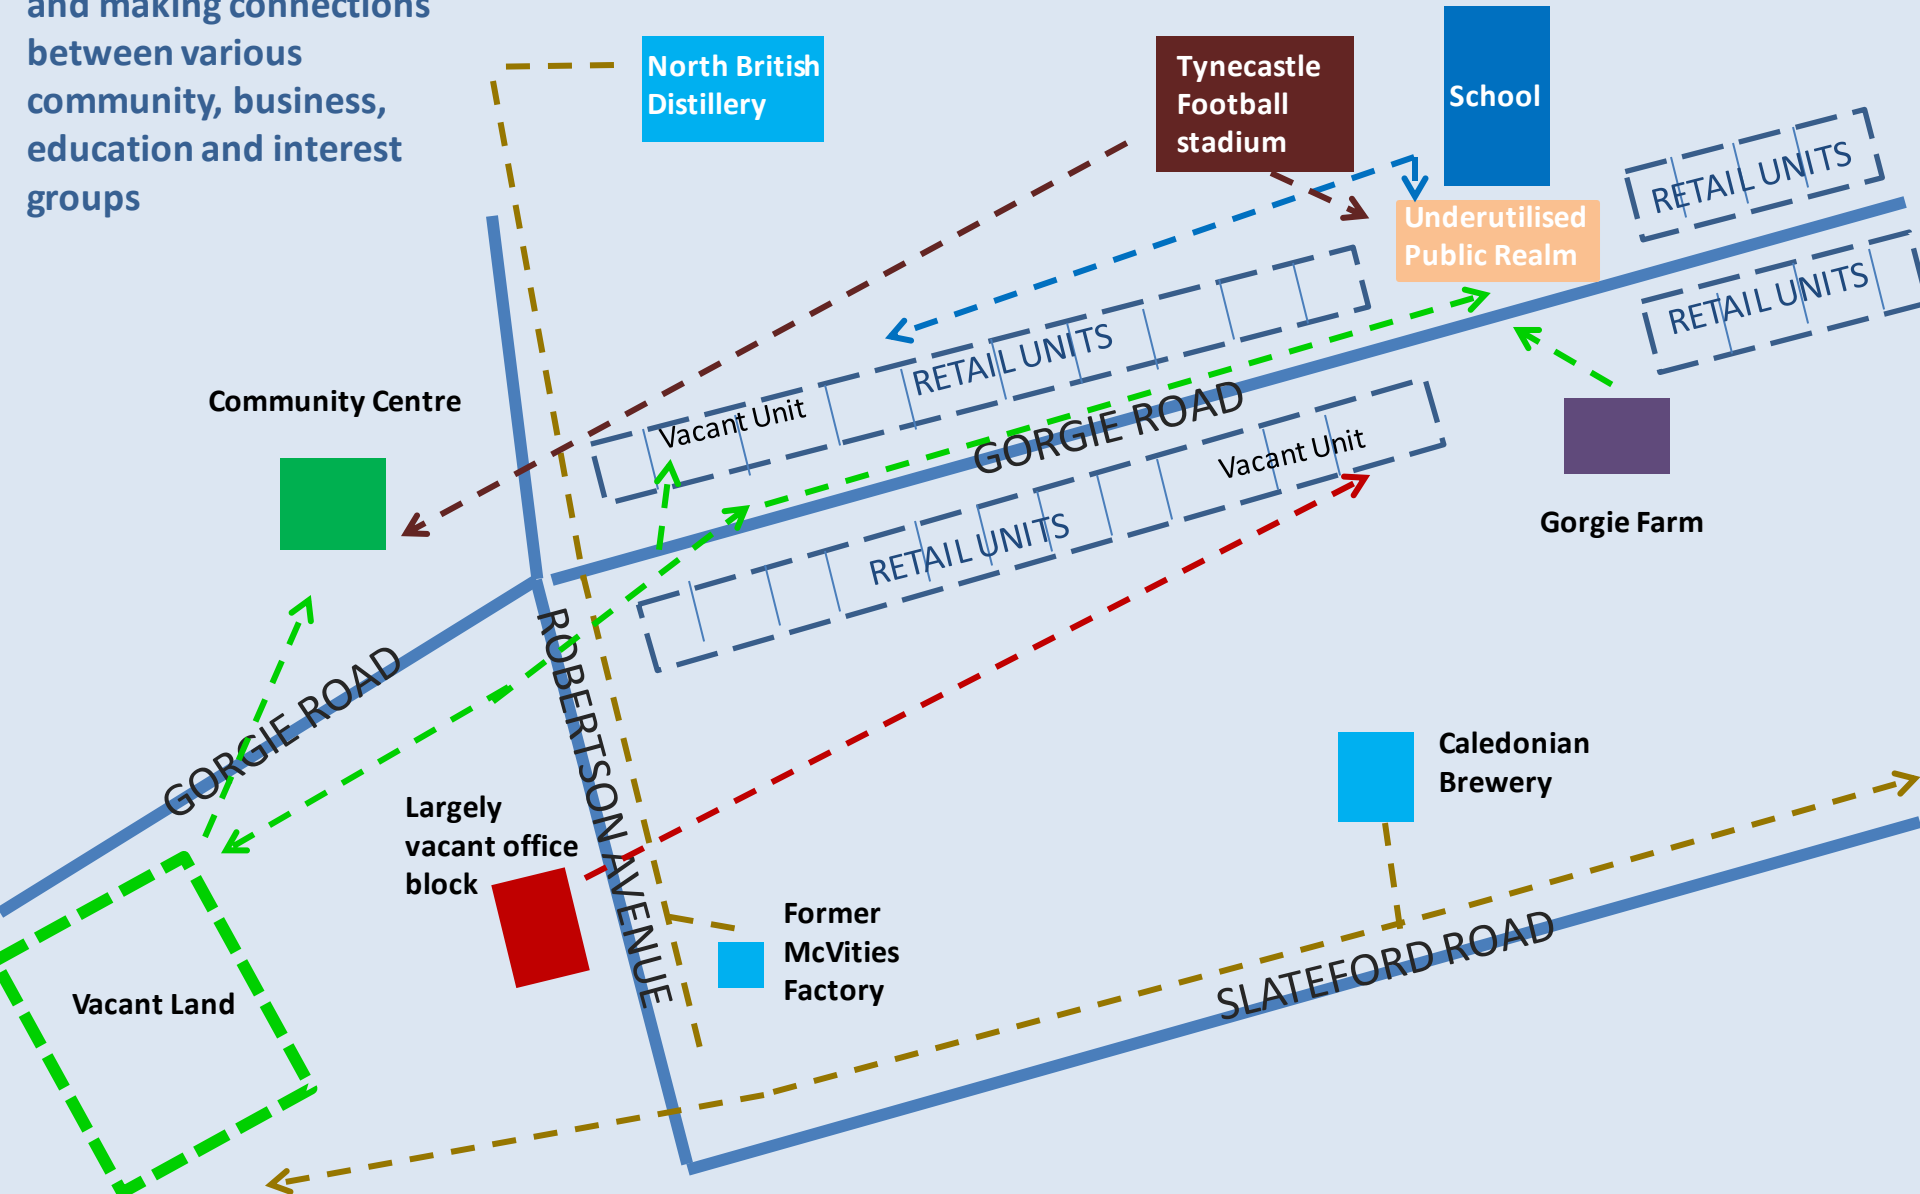 and making connections
between various
community, business,
education and interest
groups
North British
Distillery
Tynecastle
Football
stadium
School
RETAIL UNITS
Underutilised
Public Realm
RETAIL UNITS
RETAIL UNITS
Community Centre
Vacant Unit
GORGIE ROAD
Vacant Unit
Gorgie Farm
RETAIL UNITS
GORGIE ROAD
ROBERTSON AVENUE
Caledonian
Brewery
Largely
vacant office
block
Former
McVities
Factory
SLATEFORD ROAD
Vacant Land